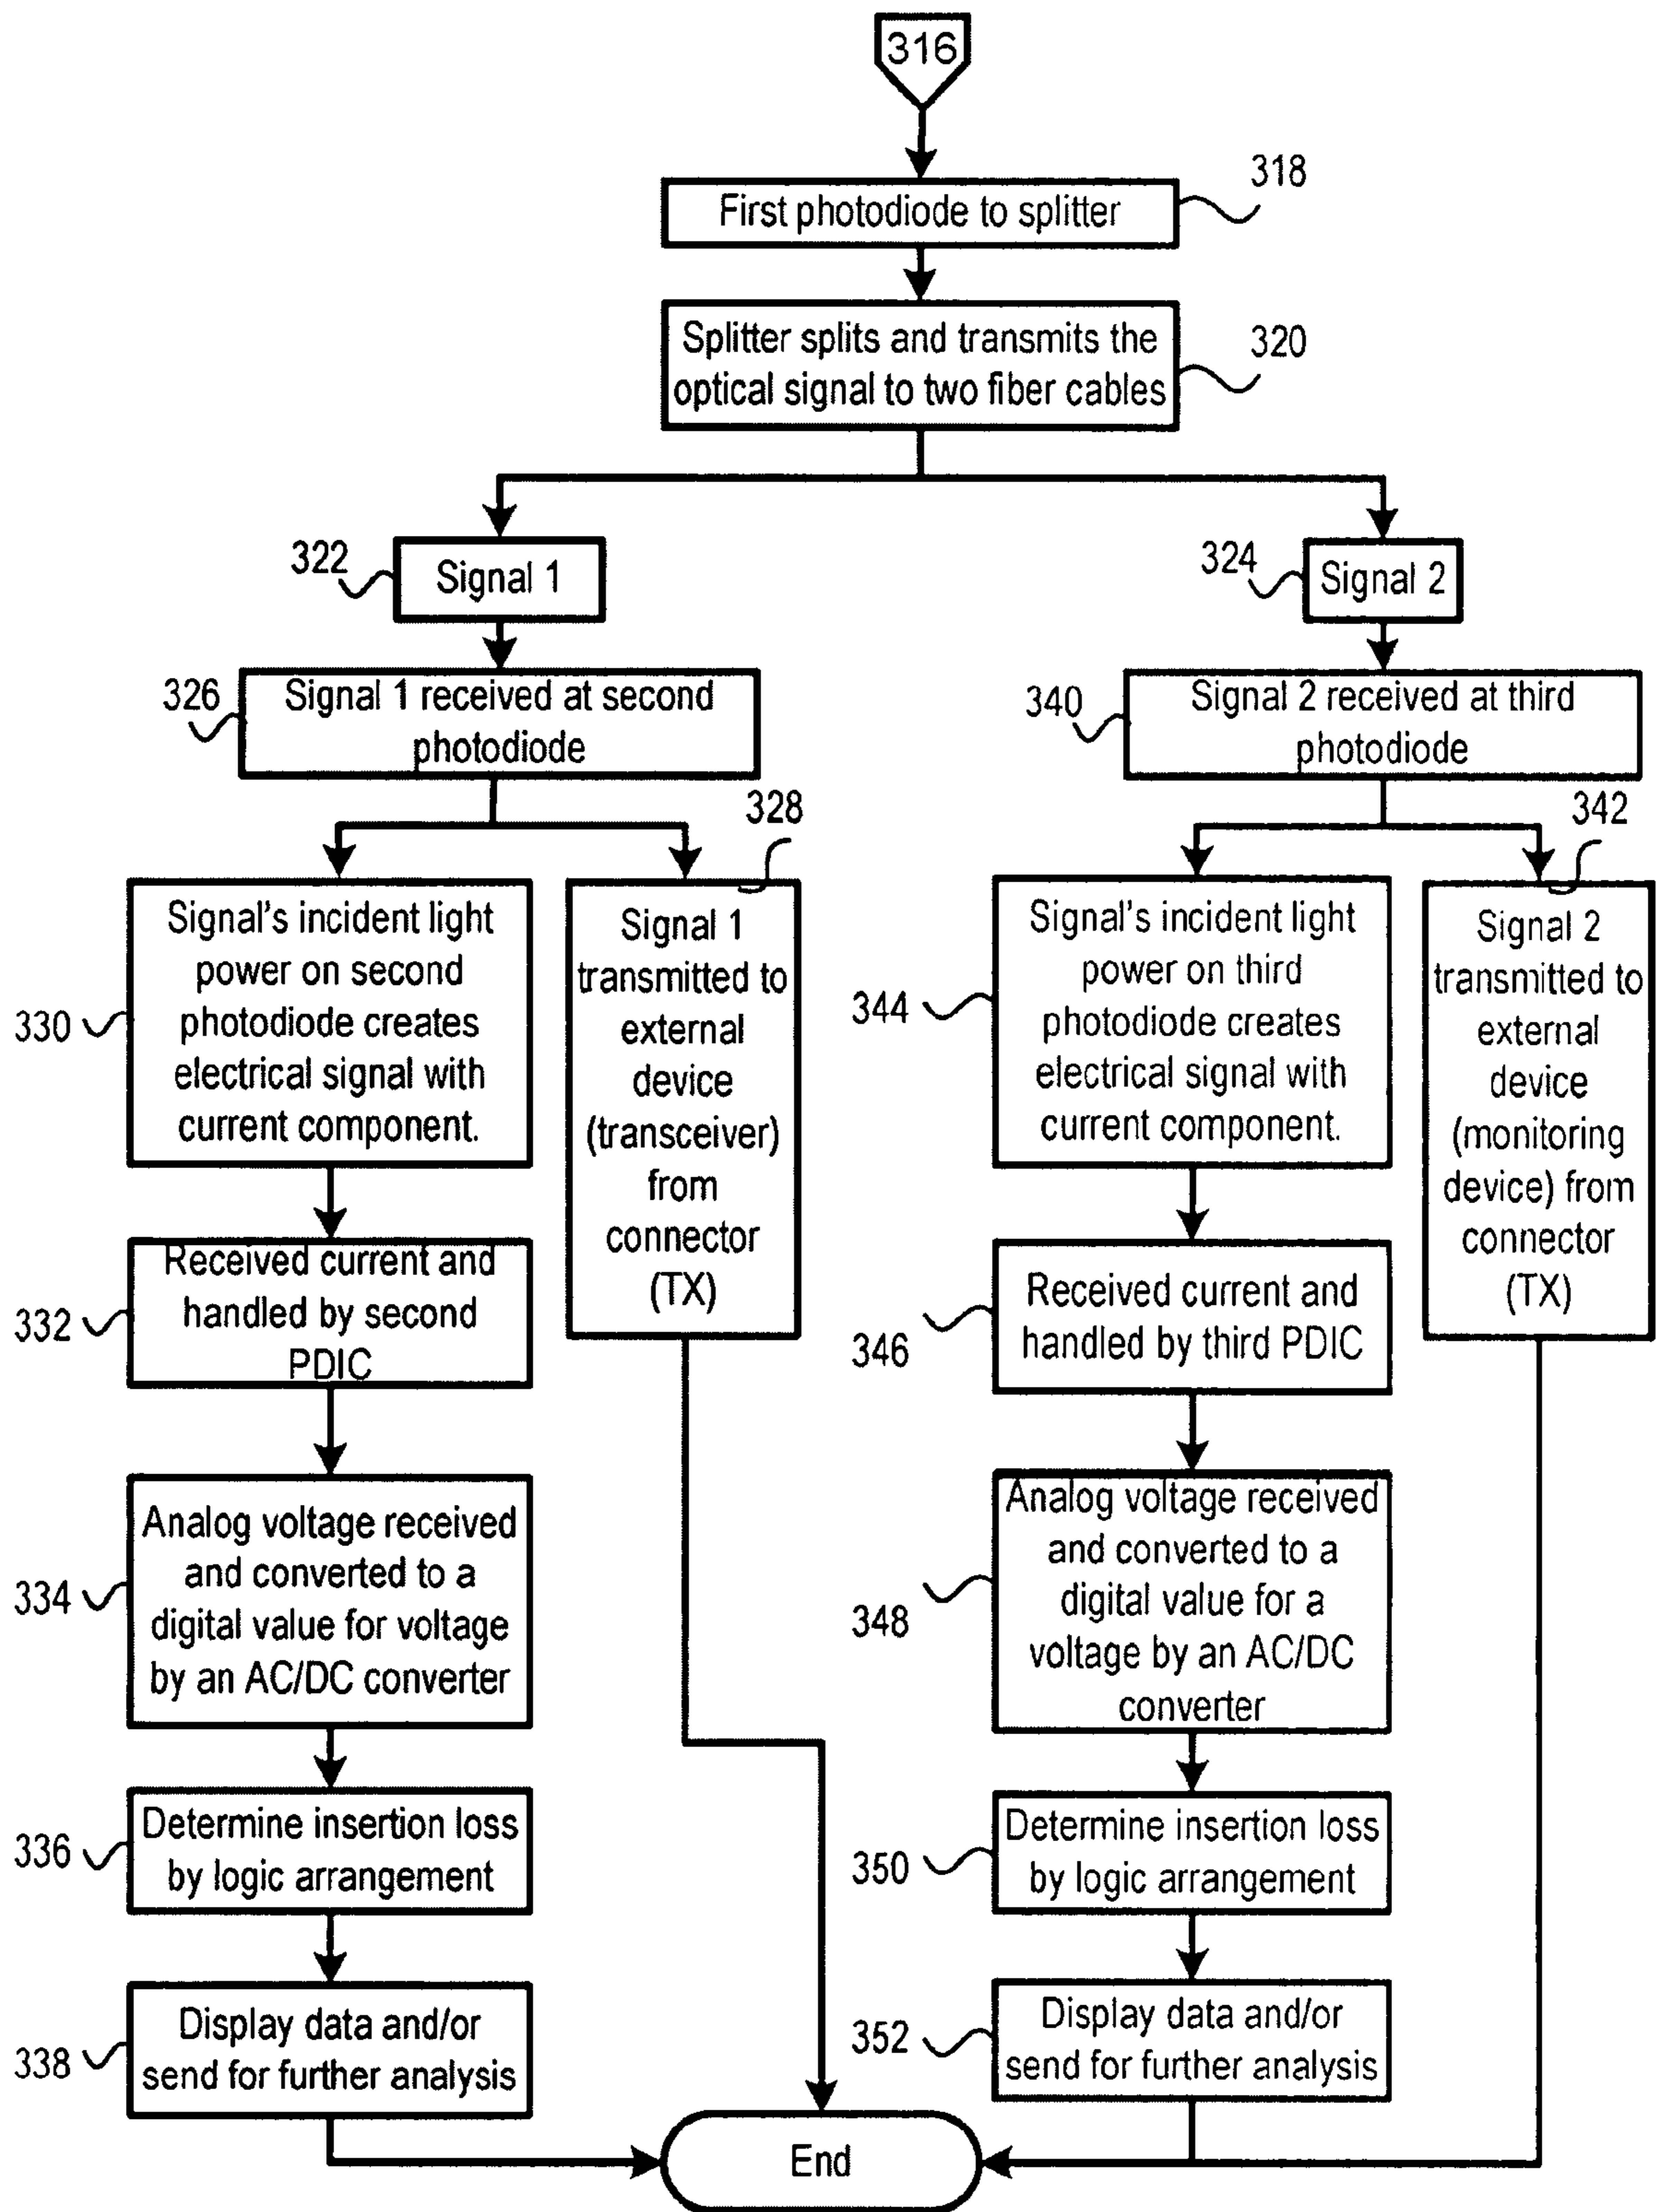 316
318
First photodiode to splitter
Splitter splits and transmits the
optical signal to two fiber cables
320
322
Signal 1
324
Signal 2
326
Signal 1 received at second
photodiode
340
Signal 2 received at third
photodiode
328
342
330
Signal's incident light
power on second
photodiode creates
electrical signal with
current component.
Signal 1
transmitted to
external
device
(transceiver)
from
connector
(TX)
344
Signal's incident light
power on third
photodiode creates
electrical signal with
current component.
Signal 2
transmitted to
external
device
(monitoring
device) from
connector
(TX)
332
Received current and
handled by second
PDIC
346
Received current and
handled by third PDIC
334
Analog voltage received
and converted to a
digital value for voltage
by an AC/DC converter
348
Analog voltage received
and converted to a
digital value for a
voltage by an AC/DC
converter
336
Determine insertion loss
by logic arrangement
350
Determine insertion loss
by logic arrangement
338
Display data and/or
send for further analysis
352
Display data and/or
send for further analysis
End